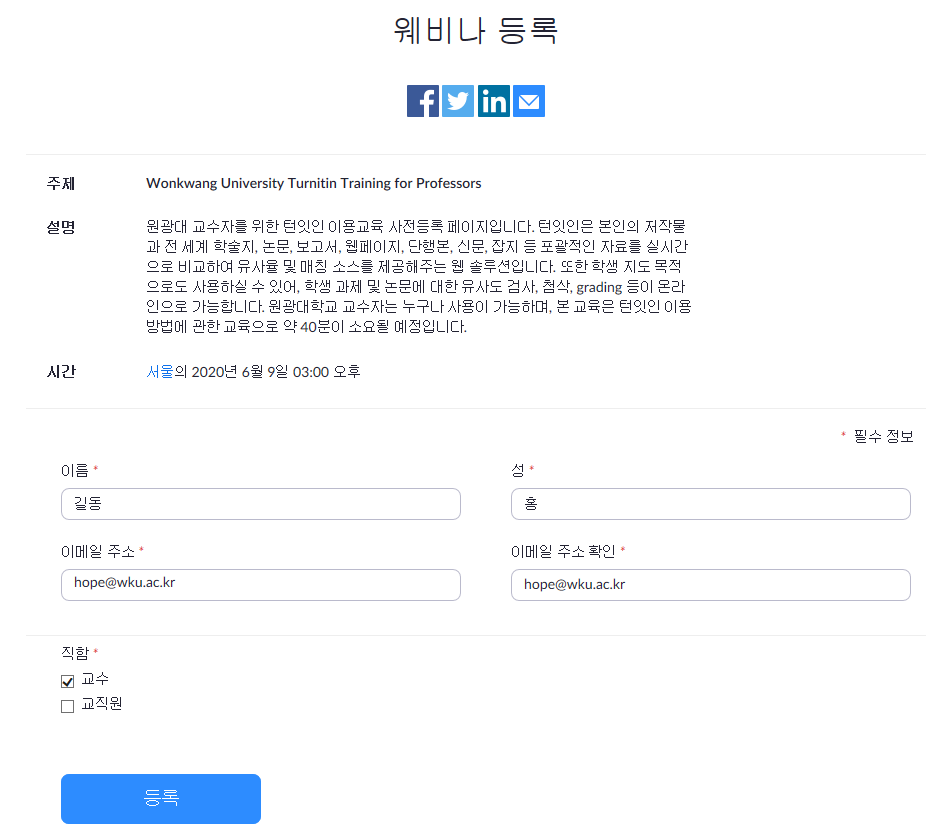 웨비나 등록
f in
주제 Wonkwang University Turnitin Training for Professors
설명 원광대 교수자를 위한 턴잇인 이용교육 사전등록 페이지입니다. 턴잇인은 본인의 저작물
과 전 세계 학술지, 논문, 보고서, 웹페이지, 단행본, 신문, 잡지 등 포괄적인 자료를 실시간
으로 비교하여 유사율 및 매칭 소스를 제공해주는 웹 솔루션입니다. 또한 학생 지도 목적
으로도 사용하실 수 있어, 학생 과제 및 논문에 대한 유사도 검사, 첨삭, grading 등이 온라
인으로 가능합니다. 원광대학교 교수자는 누구나 사용이 가능하며, 본 교육은 턴잇인 이용
방법에 관한 교육으로 약 40분이 소요될 예정입니다.
시간 서울의 2020년 6월 9일 03:00 오후
* 필수 정보
이름 * 성 *
길동 홍
이메일 주소 * 이메일 주소 확인 *
hope@wku.ac.kr hope@wku.ac.kr
직함 *
교수
교직원
등록